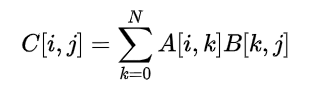 C[i, j] = \sum_{k=0}^{N} A[i, k]B[k, j]